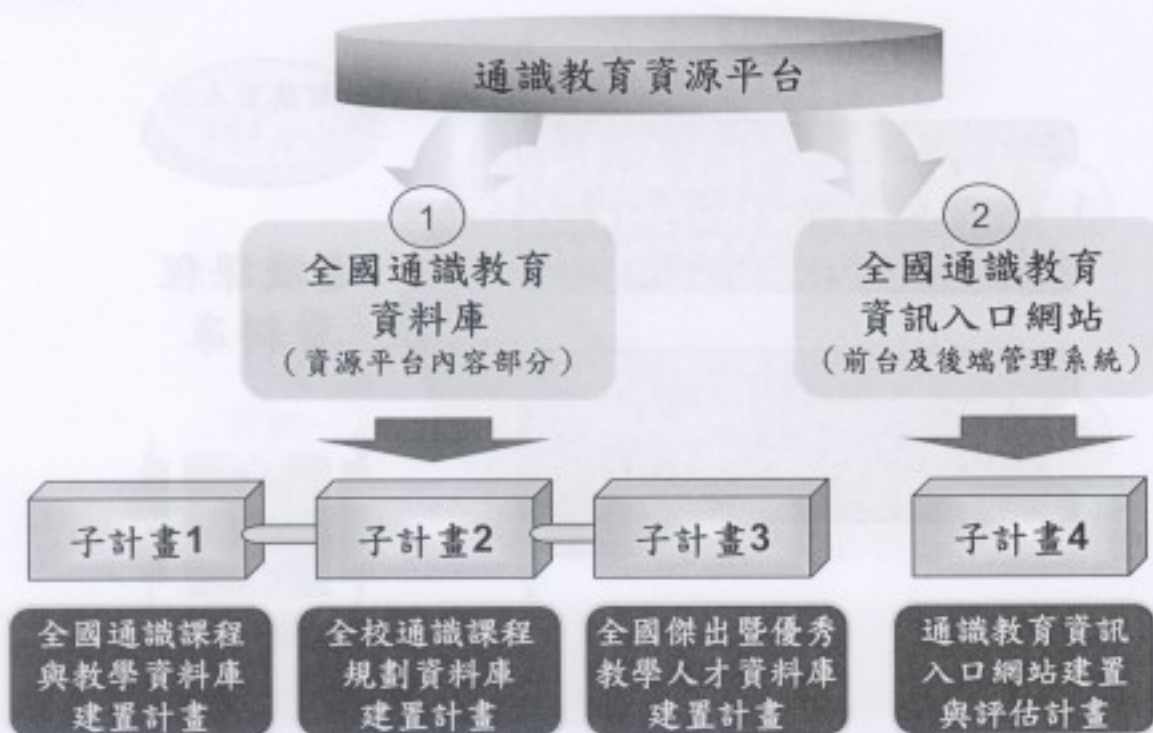 通識教育資源平台
1
全國通識教育
資料庫
(資源平台內容部分)
2
全國通識教育
資訊入口網站
(前台及後端管理系統)
子計畫1
子計畫2
子計畫3
子計畫4
全國通識課程
與教學資料庫
建置計畫
全校通識課程
規劃資料庫
建置計畫
全國傑出暨優秀
教學人才資料庫
建置計畫
通識教育資訊
入口網站建置
與評估計畫